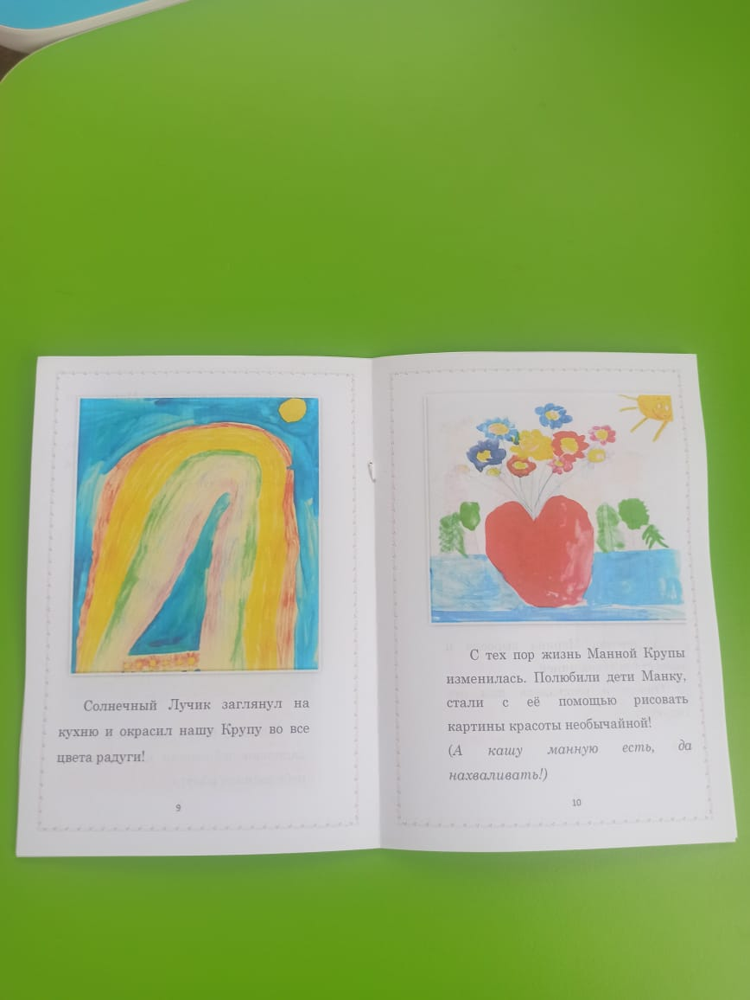 Солнечный Лучик заглянул на
кухню и окрасил нашу Крупу во все
цвета радуги!
9
С тех пор жизнь Манной Крупы
изменилась. Полюбили дети Манку,
стали с её помощью рисовать
картины красоты необычайной!
(А кашу манную есть, да
нахваливать!)
10